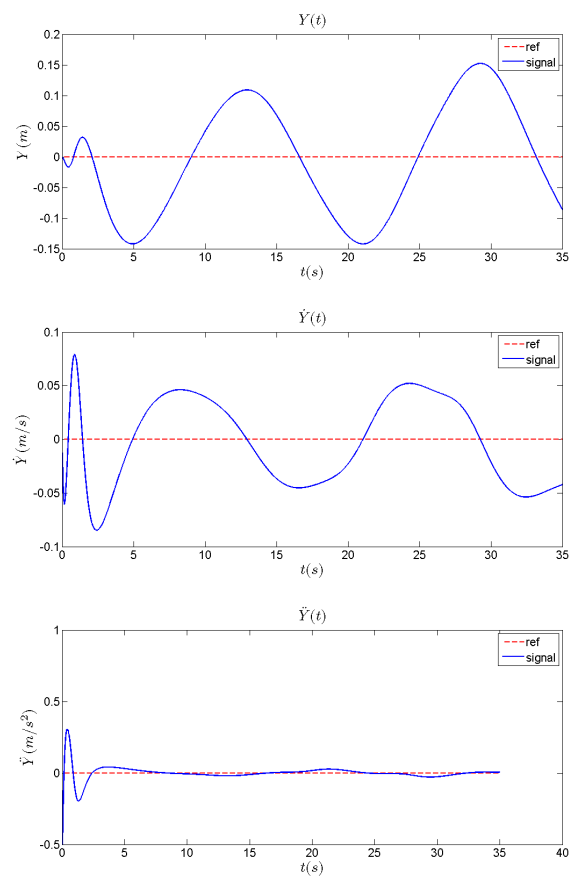 Y(t)
0.2
0.15
0.1
0.05
0
-0.05
-0.1
-0.15
Y (m)
ref
signal
0 5 10 15 20 25 30 35
t(s)
Ẏ(t)
0.1
0.05
0
-0.05
-0.1
Ẏ (m/s)
ref
signal
0 5 10 15 20 25 30 35
t(s)
Ÿ(t)
1
0.5
0
-0.5
Ÿ (m/s²)
ref
signal
0 5 10 15 20 25 30 35 40
t(s)